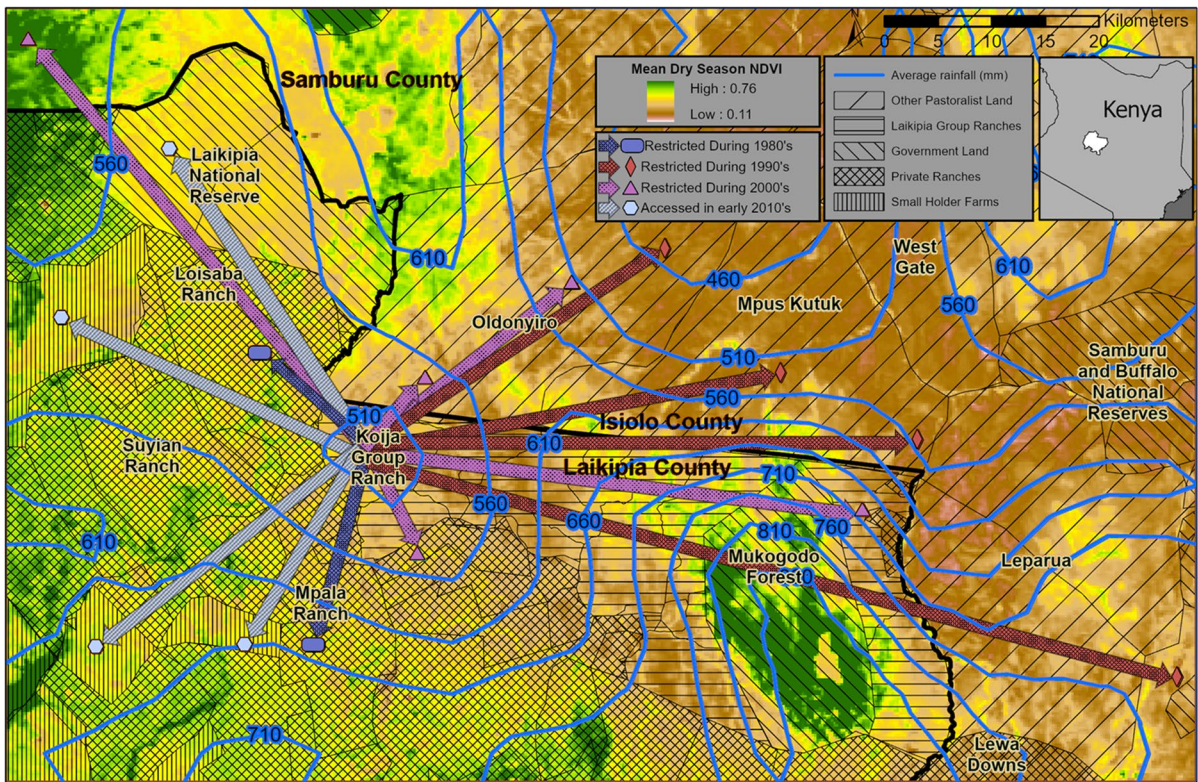 Kilometers
0 5 10 15 20
Mean Dry Season NDVI
High : 0.76
Low : 0.11
Restricted During 1980's
Restricted During 1990's
Restricted During 2000's
Accessed in early 2010's
Average rainfall (mm)
Other Pastoralist Land
Laikipia Group Ranches
Government Land
Private Ranches
Small Holder Farms
Kenya
Samburu County
560
Laikipia
National
Reserve
610
Loisaba
Ranch
460
West
Gate
610
560
Mpus Kutuk
Oldonyiro
510
Samburu
and Buffalo
National
Reserves
560
510
Isiolo County
610
Koija
Group
Ranch
Suyian
Ranch
Laikipia County
710
560
660
760
810
610
Mukogodo
Forest
Leparua
Mpala
Ranch
710
Lewa
Downs